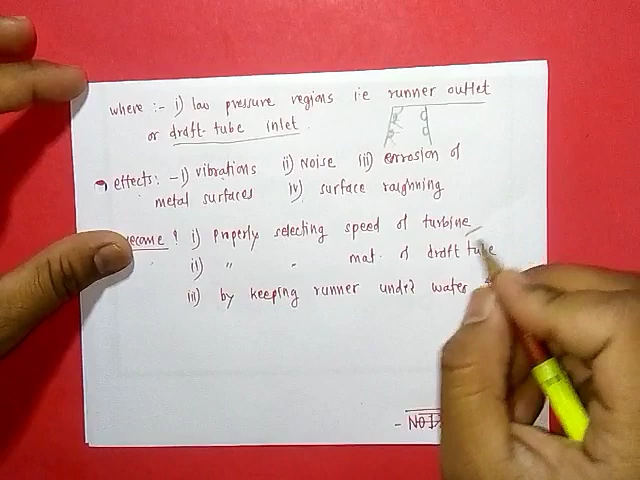 where :- i) low pressure regions i.e runner outlet
or draft-tube inlet.
effects: - i) vibrations ii) Noise iii) errosion of
metal surfaces iv) surface roughning
i) Properly selecting speed of turbine
ii) " " mat. of draft tube
iii) by keeping runner under water